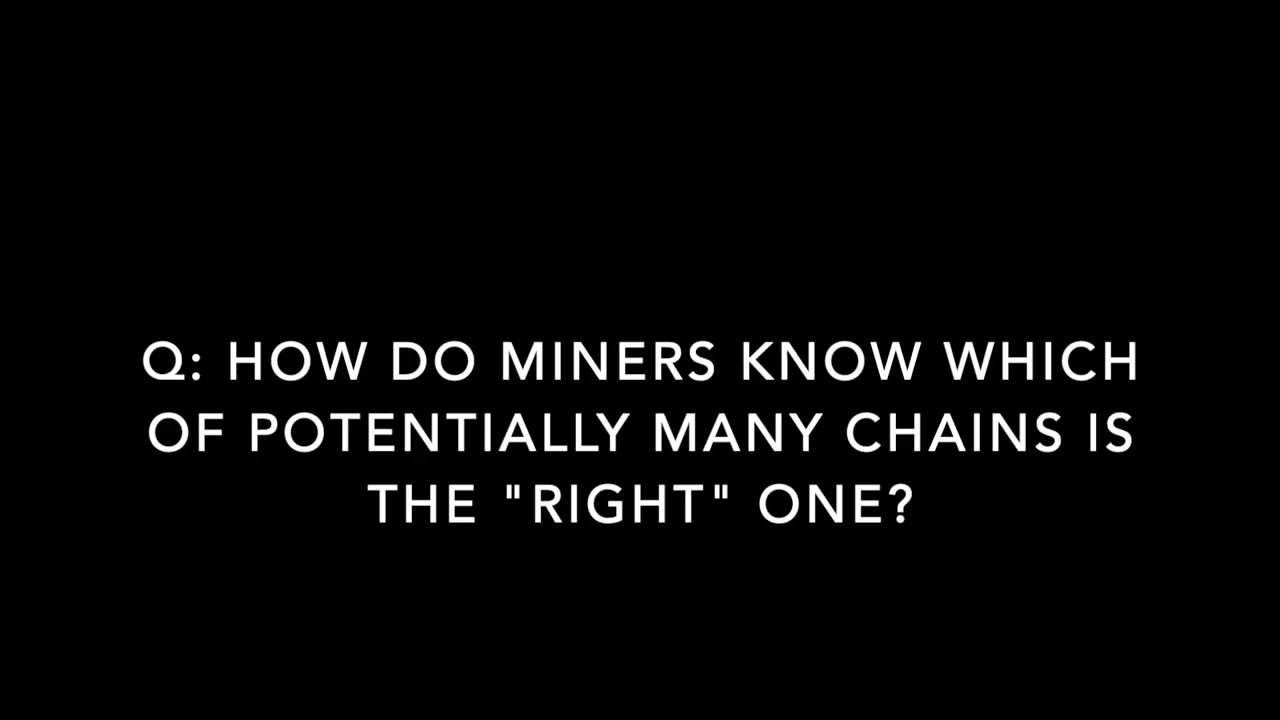 Q: HOW DO MINERS KNOW WHICH
OF POTENTIALLY MANY CHAINS IS
THE "RIGHT" ONE?